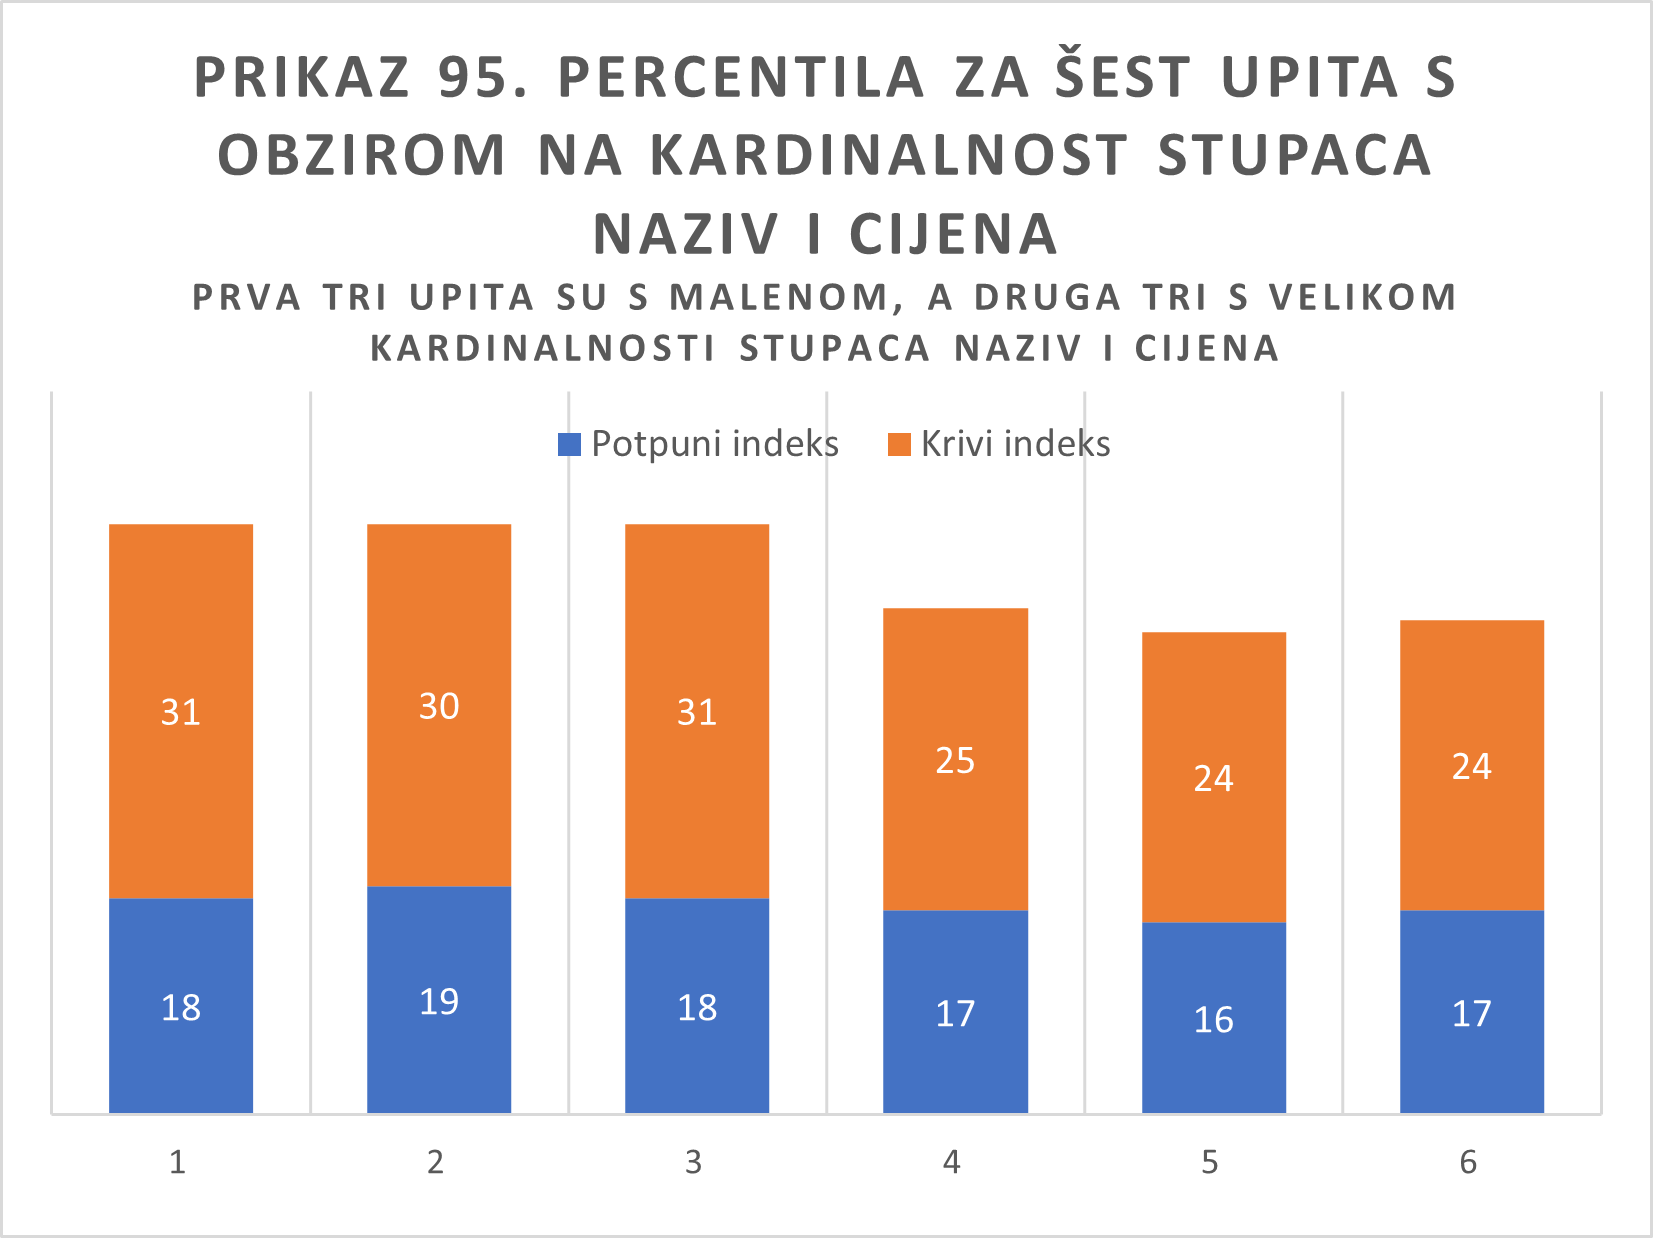 PRIKAZ 95. PERCENTILA ZA ŠEST UPITA S
OBZIROM NA KARDINALNOST STUPACA
NAZIV I CIJENA
PRVA TRI UPITA SU S MALENOM, A DRUGA TRI S VELIKOM
KARDINALNOSTI STUPACA NAZIV I CIJENA
Potpuni indeks Krivi indeks
31 30 31 25 24 24
18 19 18 17 16 17
1 2 3 4 5 6